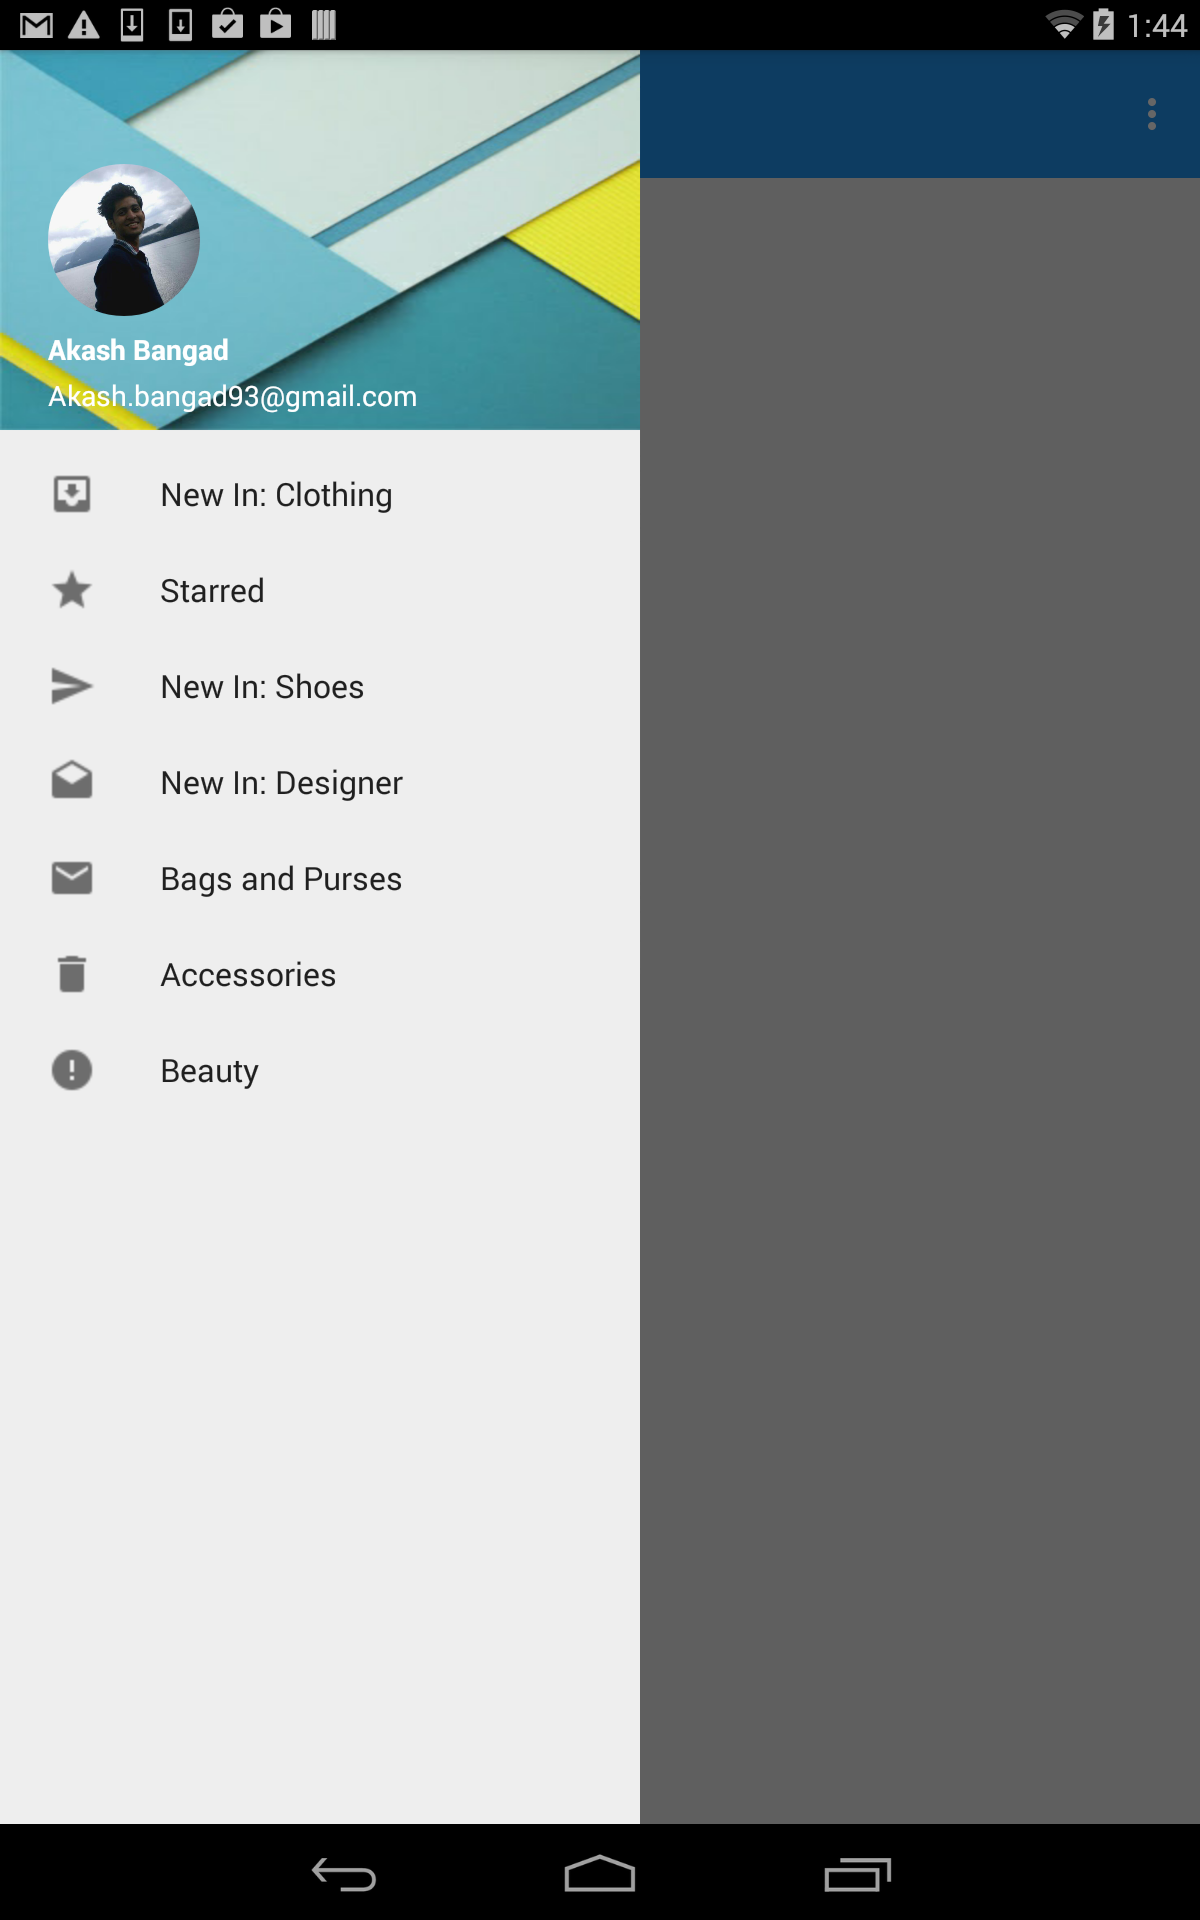 1:44
Akash Bangad
Akash.bangad93@gmail.com
New In: Clothing
Starred
New In: Shoes
New In: Designer
Bags and Purses
Accessories
Beauty